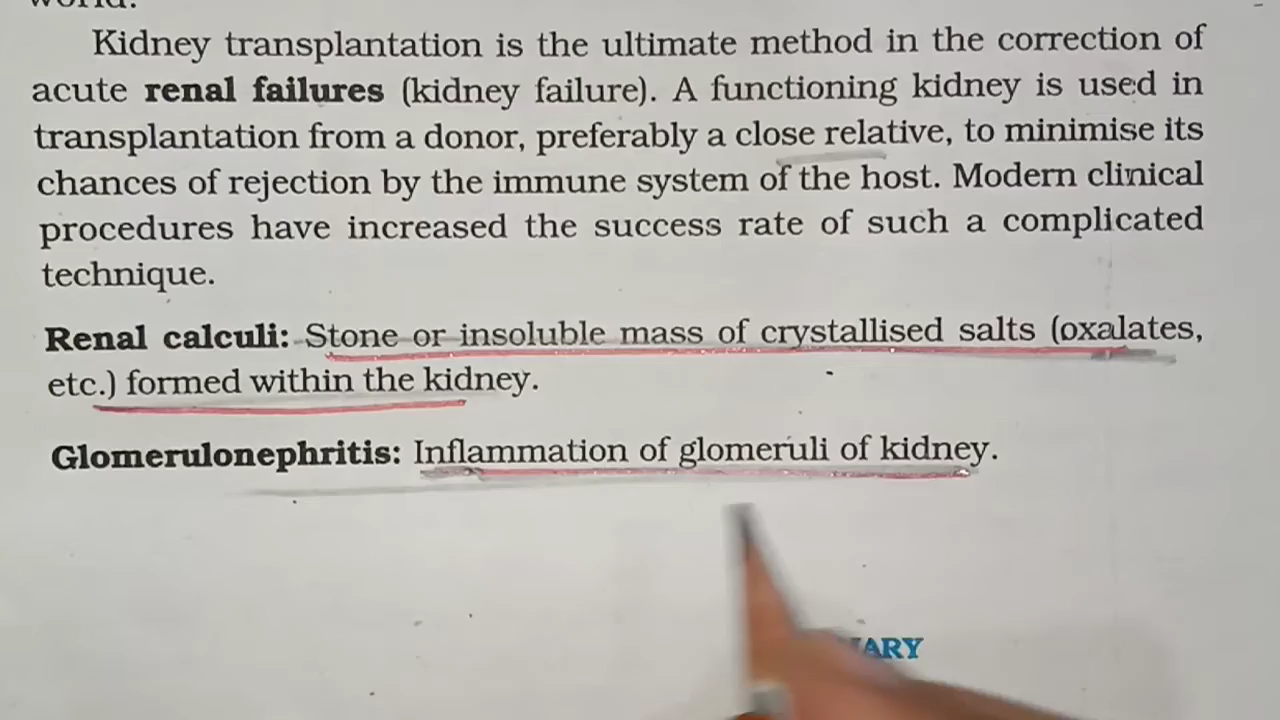 world.
Kidney transplantation is the ultimate method in the correction of
acute renal failures (kidney failure). A functioning kidney is used in
transplantation from a donor, preferably a close relative, to minimise its
chances of rejection by the immune system of the host. Modern clinical
procedures have increased the success rate of such a complicated
technique.
Renal calculi: Stone or insoluble mass of crystallised salts (oxalates,
etc.) formed within the kidney.
Glomerulonephritis: Inflammation of glomeruli of kidney.